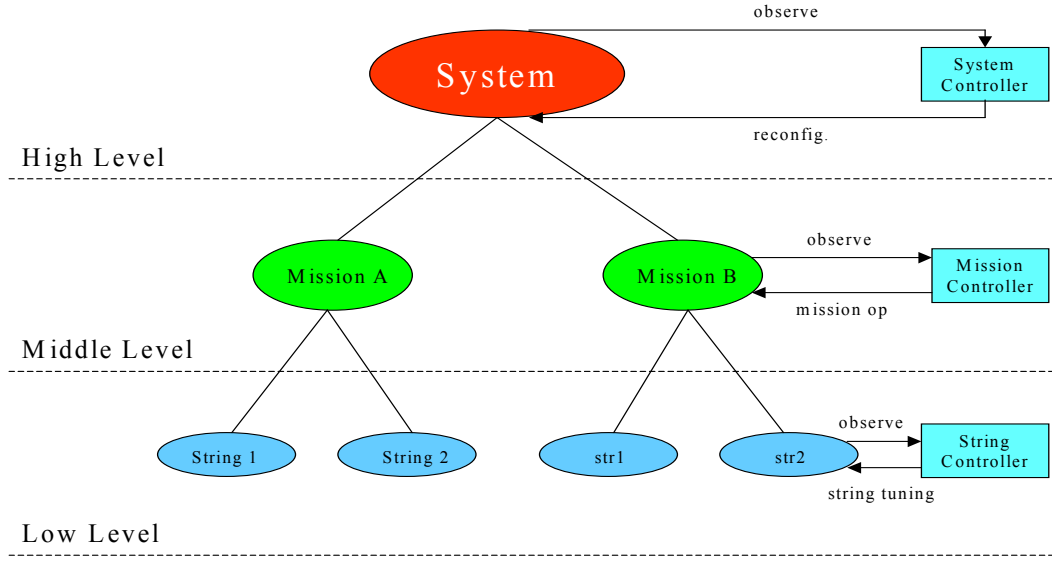 observe
System
System
Controller
reconfig.
High Level
observe
Mission A
Mission B
Mission
Controller
mission op
Middle Level
observe
String 1
String 2
str1
str2
String
Controller
string tuning
Low Level